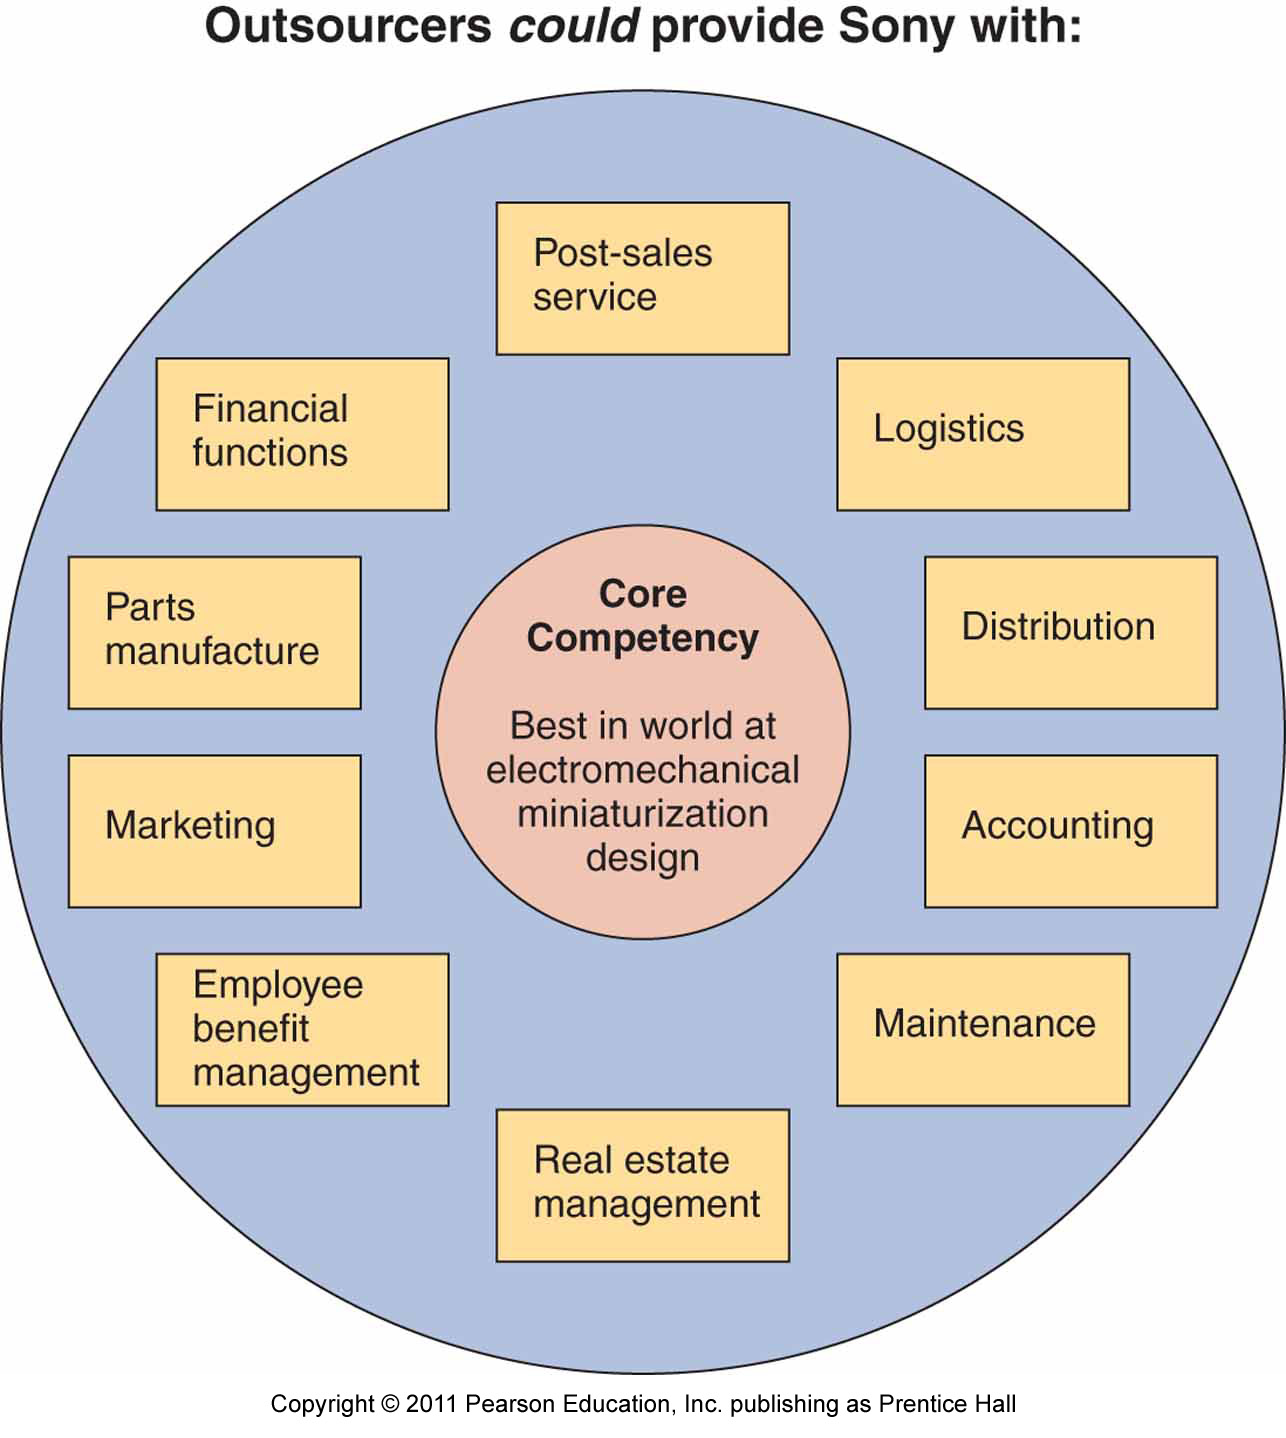 Outsourcers could provide Sony with:
Post-sales
service
Financial
functions
Logistics
Parts
manufacture
Core
Competency
Best in world at
electromechanical
miniaturization
design
Distribution
Marketing
Accounting
Employee
benefit
management
Maintenance
Real estate
management
Copyright © 2011 Pearson Education, Inc. publishing as Prentice Hall